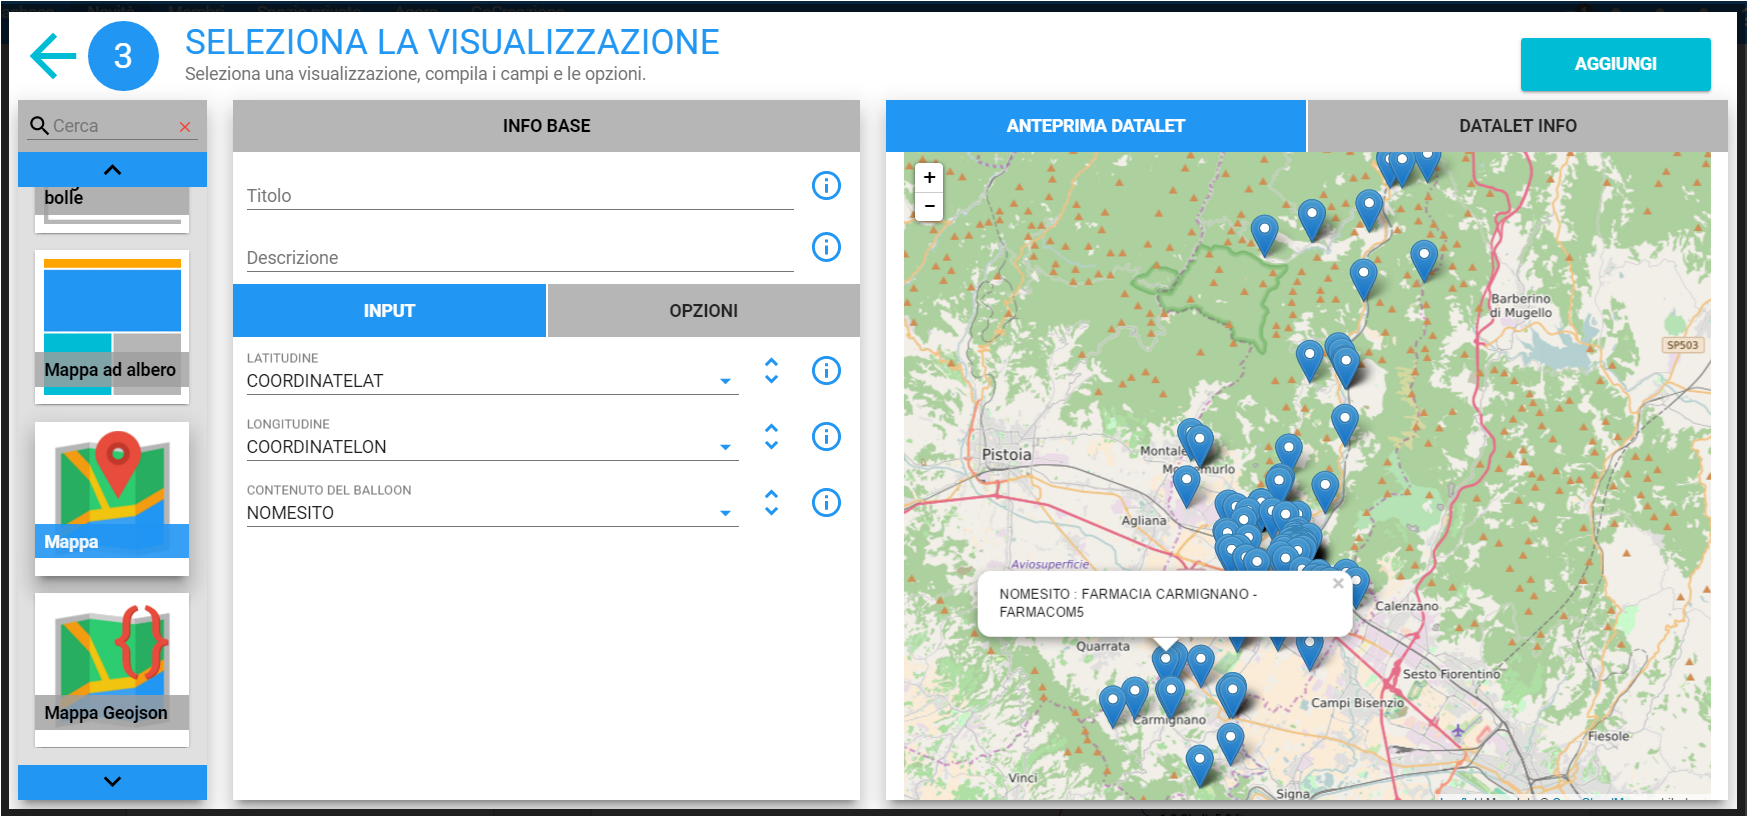 3
SELEZIONA LA VISUALIZZAZIONE
Seleziona una visualizzazione, compila i campi e le opzioni.
AGGIUNGI
Cerca
bolle
Mappa ad albero
Mappa
Mappa Geojson
INFO BASE
Titolo
Descrizione
INPUT
OPZIONI
LATITUDINE
COORDINATELAT
LONGITUDINE
COORDINATELON
CONTENUTO DEL BALLOON
NOMESITO
ANTEPRIMA DATALET
DATALET INFO
+
−
Barberino
di Mugello
SP503
Pistoia
Agliana
Aviosuperficie
NOMESITO : FARMACIA CARMIGNANO -
FARMACOM5
Calenzano
Quarrata
Sesto Fiorentino
Campi Bisenzio
Carmignano
Fiesole
Vinci
Signa